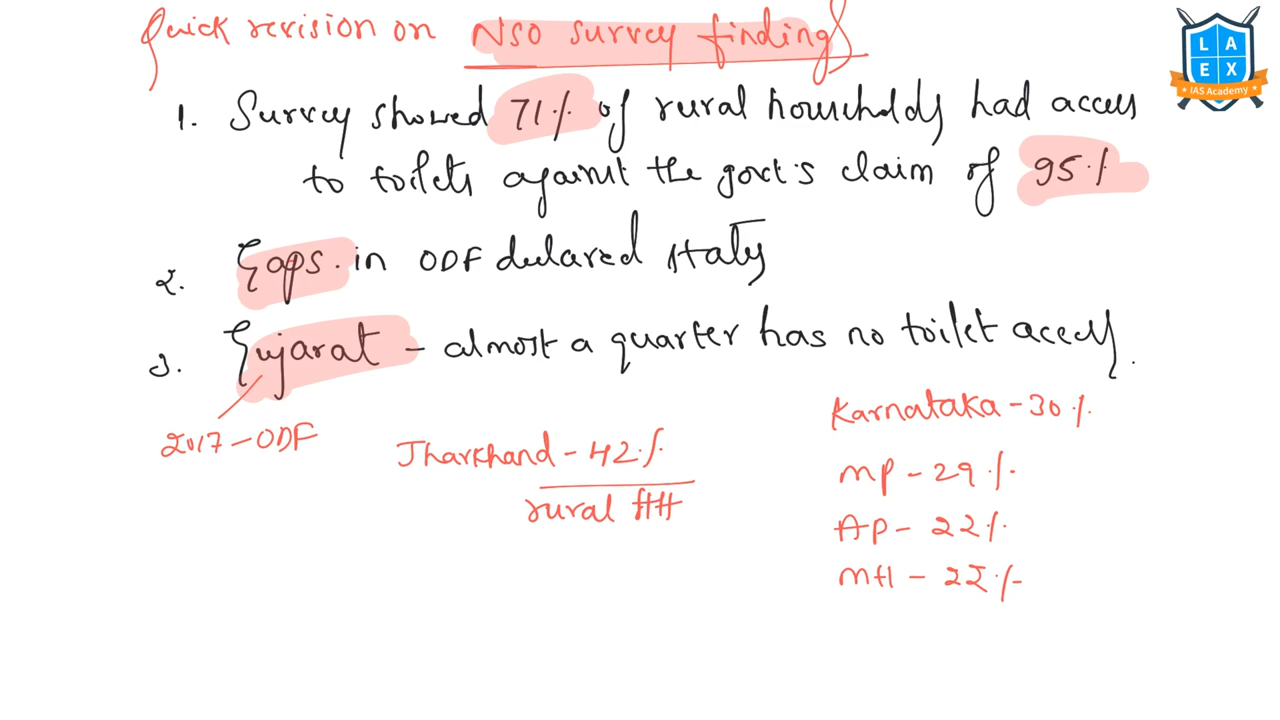 Quick revision on NSO survey findings
1. Survey showed 71% of rural households had access
to toilets against the govt's claim of 95%
2. Gaps in ODF declared states
3. Gujarat - almost a quarter has no toilet access.
2017 - ODF
Jharkhand - 42%
rural HH
Karnataka - 30%
MP - 29%
AP - 22%
MH - 22%
L A
E X
IAS Academy